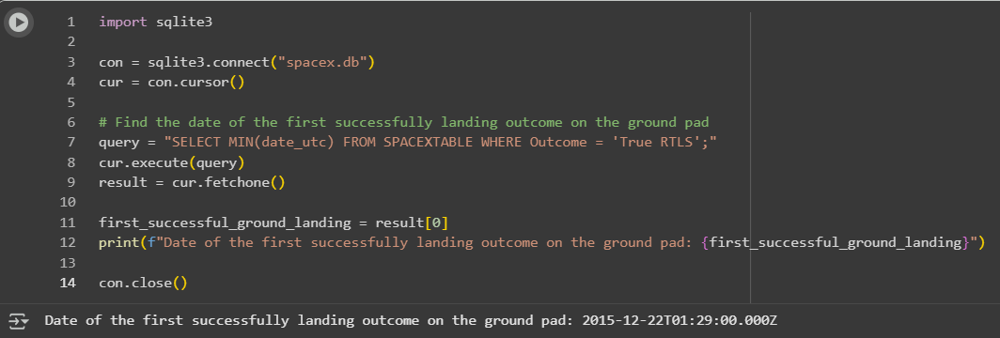 1 import sqlite3
2
3 con = sqlite3.connect("spacex.db")
4 cur = con.cursor()
5
6 # Find the date of the first successfully landing outcome on the ground pad
7 query = "SELECT MIN(date_utc) FROM SPACEXTABLE WHERE Outcome = 'True RTLS';"
8 cur.execute(query)
9 result = cur.fetchone()
10
11 first_successful_ground_landing = result[0]
12 print(f"Date of the first successfully landing outcome on the ground pad: {first_successful_ground_landing}")
13
14 con.close()
Date of the first successfully landing outcome on the ground pad: 2015-12-22T01:29:00.000Z